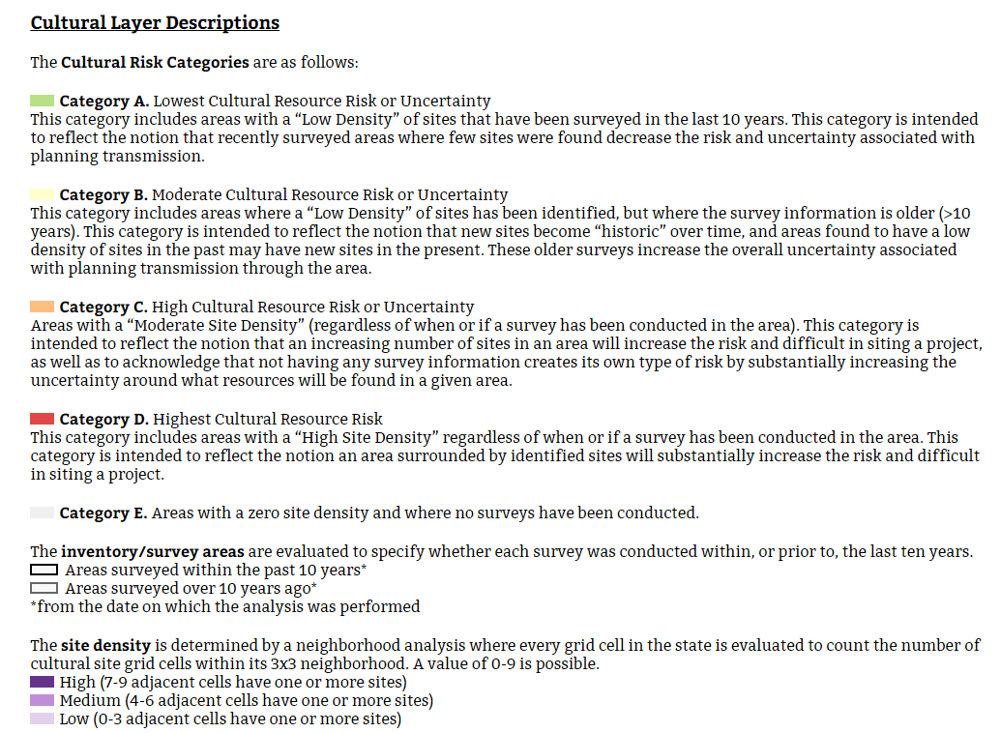 Cultural Layer Descriptions
The Cultural Risk Categories are as follows:
Category A. Lowest Cultural Resource Risk or Uncertainty
This category includes areas with a “Low Density” of sites that have been surveyed in the last 10 years. This category is intended
to reflect the notion that recently surveyed areas where few sites were found decrease the risk and uncertainty associated with
planning transmission.
Category B. Moderate Cultural Resource Risk or Uncertainty
This category includes areas where a “Low Density” of sites has been identified, but where the survey information is older (>10
years). This category is intended to reflect the notion that new sites become “historic” over time, and areas found to have a low
density of sites in the past may have new sites in the present. These older surveys increase the overall uncertainty associated
with planning transmission through the area.
Category C. High Cultural Resource Risk or Uncertainty
Areas with a “Moderate Site Density” (regardless of when or if a survey has been conducted in the area). This category is
intended to reflect the notion that an increasing number of sites in an area will increase the risk and difficult in siting a project,
as well as to acknowledge that not having any survey information creates its own type of risk by substantially increasing the
uncertainty around what resources will be found in a given area.
Category D. Highest Cultural Resource Risk
This category includes areas with a “High Site Density” regardless of when or if a survey has been conducted in the area. This
category is intended to reflect the notion an area surrounded by identified sites will substantially increase the risk and difficult
in siting a project.
Category E. Areas with a zero site density and where no surveys have been conducted.
The inventory/survey areas are evaluated to specify whether each survey was conducted within, or prior to, the last ten years.
Areas surveyed within the past 10 years*
Areas surveyed over 10 years ago*
*from the date on which the analysis was performed
The site density is determined by a neighborhood analysis where every grid cell in the state is evaluated to count the number of
cultural site grid cells within its 3x3 neighborhood. A value of 0-9 is possible.
High (7-9 adjacent cells have one or more sites)
Medium (4-6 adjacent cells have one or more sites)
Low (0-3 adjacent cells have one or more sites)